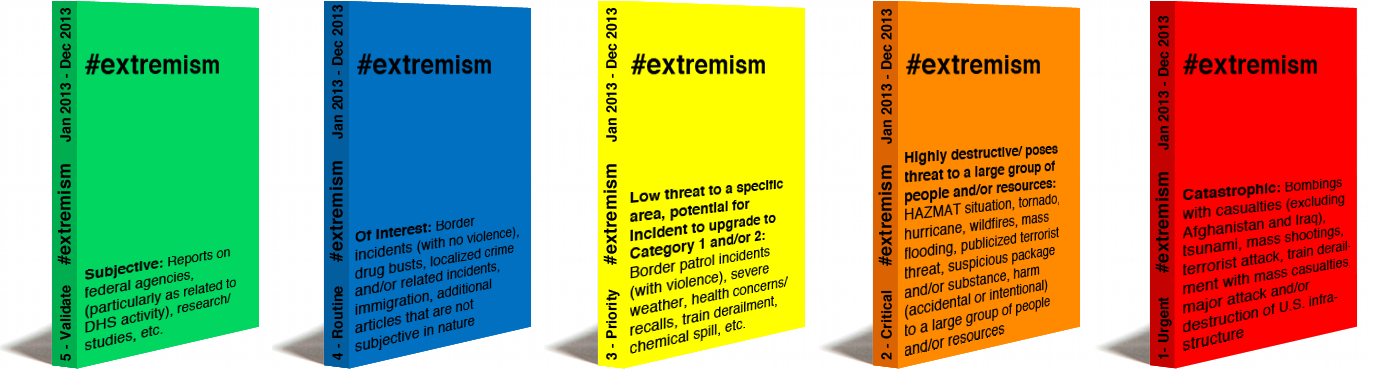 5 - Validate #extremism Jan 2013 - Dec 2013
#extremism
Subjective: Reports on
federal agencies,
(particularly as related to
DHS activity), research/
studies, etc.
4 - Routine #extremism Jan 2013 - Dec 2013
#extremism
Of Interest: Border
incidents (with no violence),
drug busts, localized crime
and/or related incidents,
immigration, additional
articles that are not
subjective in nature
3 - Priority #extremism Jan 2013 - Dec 2013
#extremism
Low threat to a specific
area, potential for
incident to upgrade to
Category 1 and/or 2:
Border patrol incidents
(with violence), severe
weather, health concerns/
recalls, train derailment,
chemical spill, etc.
2 - Critical #extremism Jan 2013 - Dec 2013
#extremism
Highly destructive/ poses
threat to a large group of
people and/or resources:
HAZMAT situation, tornado,
hurricane, wildfires, mass
flooding, publicized terrorist
threat, suspicious package
and/or substance, harm
(accidental or intentional)
to a large group of people
and/or resources
1- Urgent #extremism Jan 2013 - Dec 2013
#extremism
Catastrophic: Bombings
with casualties (excluding
Afghanistan and Iraq),
tsunami, mass shootings,
terrorist attack, train derail-
ment with mass casualties
major attack and/or
destruction of U.S. infra-
structure